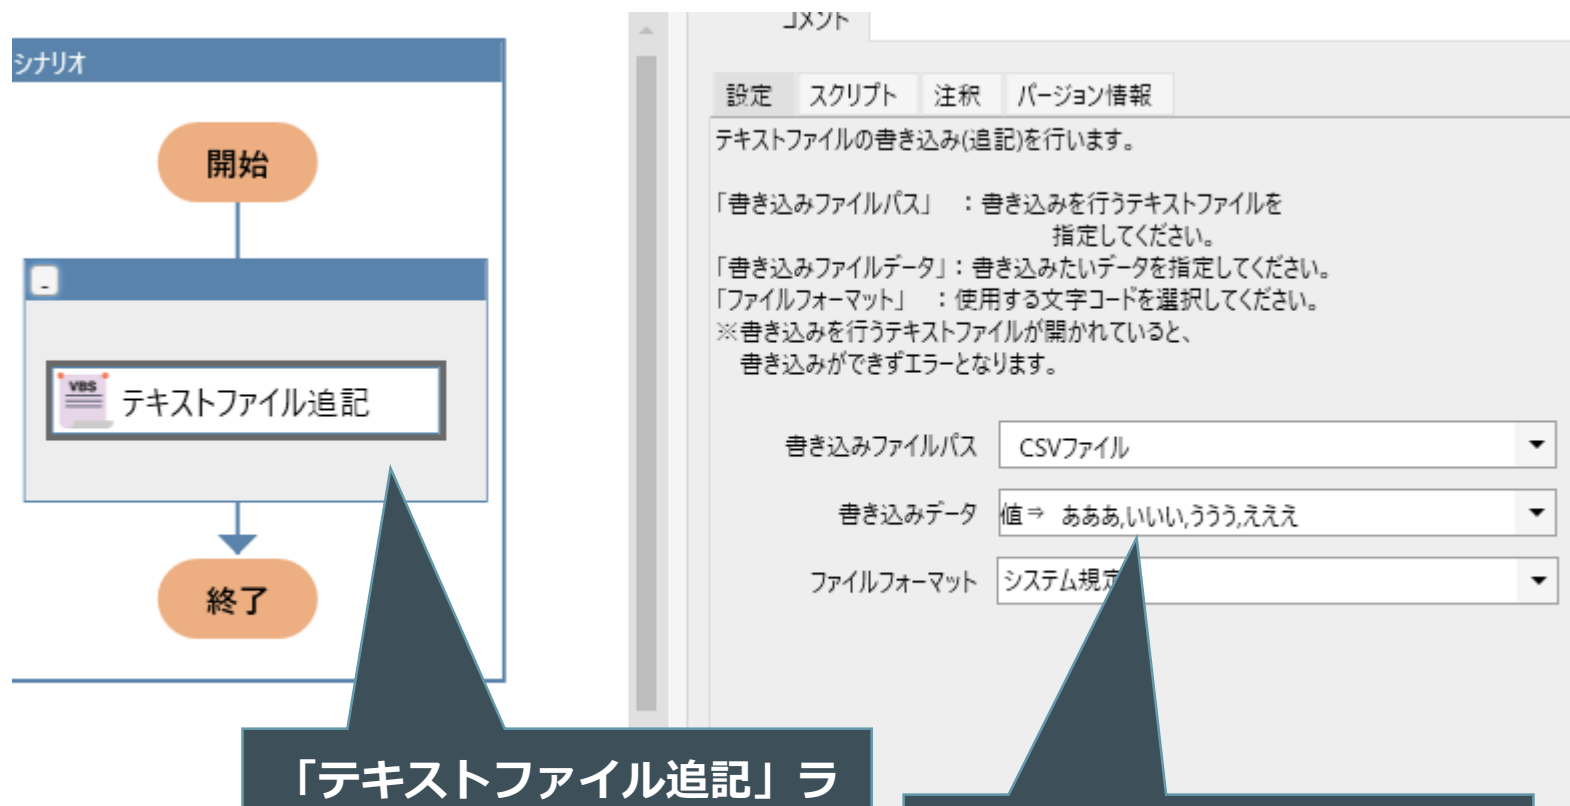 シナリオ
開始
-
VBS
テキストファイル追記
終了
コメント
設定 スクリプト 注釈 バージョン情報
テキストファイルの書き込み(追記)を行います。
「書き込みファイルパス」 ：書き込みを行うテキストファイルを
指定してください。
「書き込みファイルデータ」：書き込みたいデータを指定してください。
「ファイルフォーマット」 ：使用する文字コードを選択してください。
※書き込みを行うテキストファイルが開かれていると、
書き込みができずエラーとなります。
書き込みファイルパス CSVファイル
書き込みデータ 値⇒ あああ,いいい,ううう,えええ
ファイルフォーマット システム規定
「テキストファイル追記」ラ